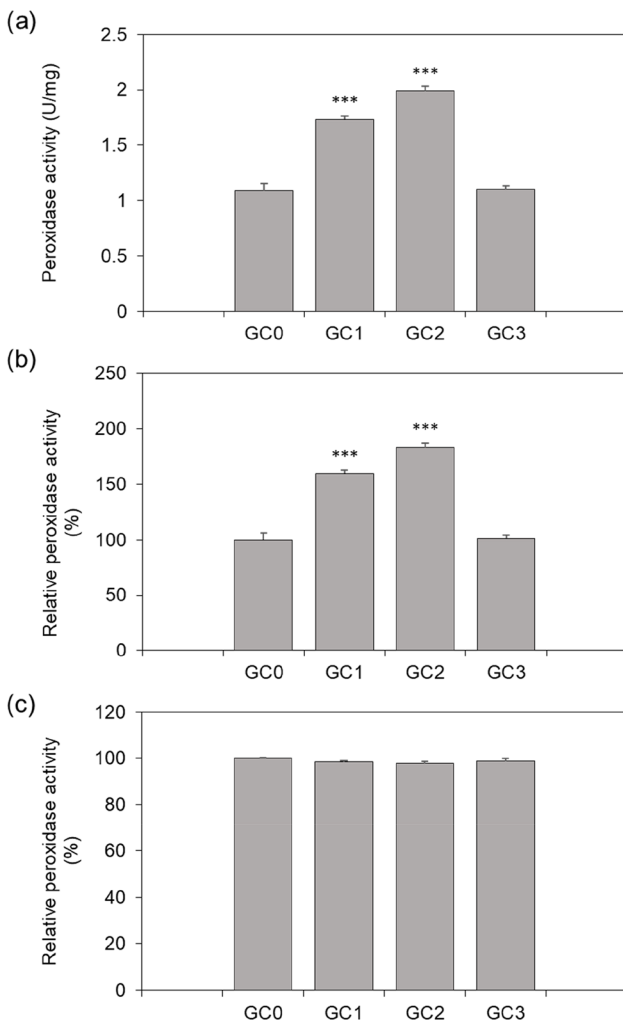 (a)
Peroxidase activity (U/mg)
2.5
2
1.5
1
0.5
0
***
***
GC0 GC1 GC2 GC3
(b)
Relative peroxidase activity
(%)
250
200
150
100
50
0
***
***
GC0 GC1 GC2 GC3
(c)
Relative peroxidase activity
(%)
120
100
80
60
40
20
0
GC0 GC1 GC2 GC3